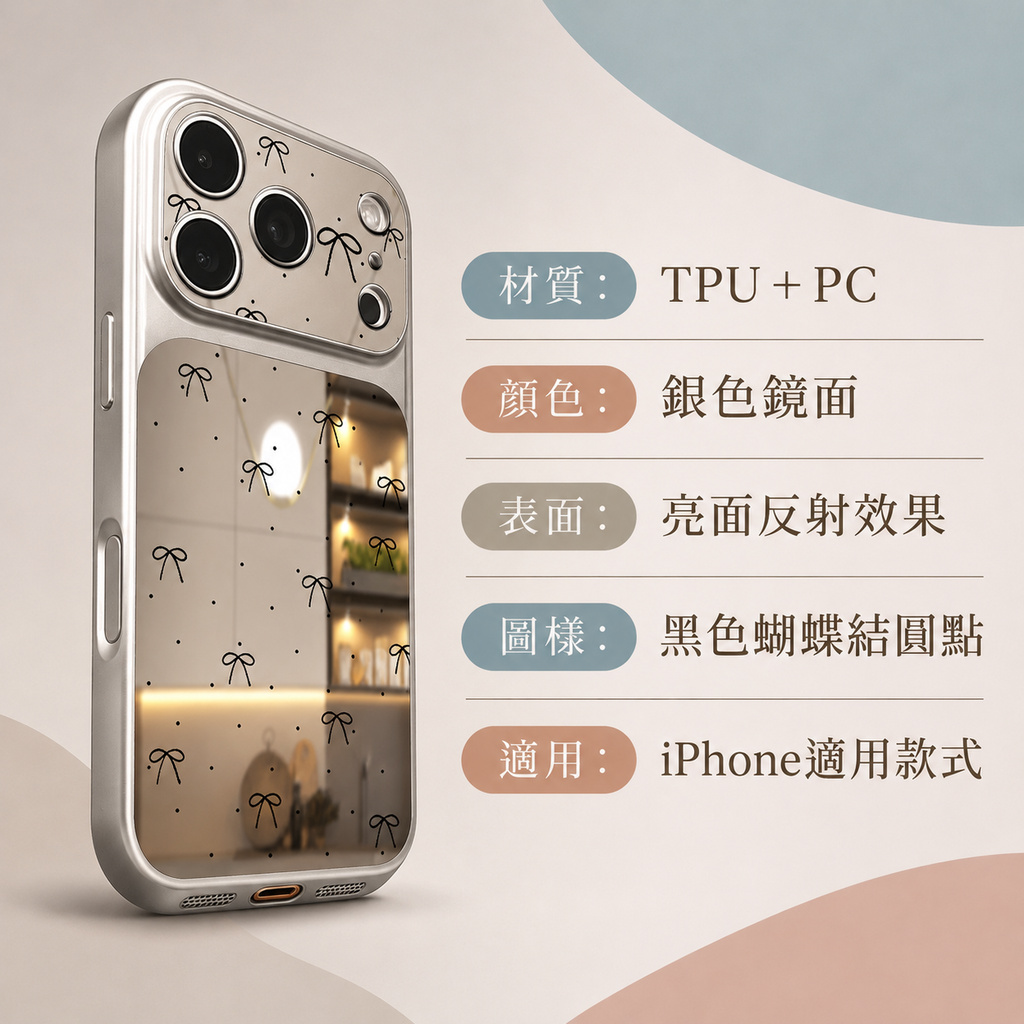 材質： TPU + PC
顏色： 銀色鏡面
表面： 亮面反射效果
圖樣： 黑色蝴蝶結圓點
適用： iPhone適用款式